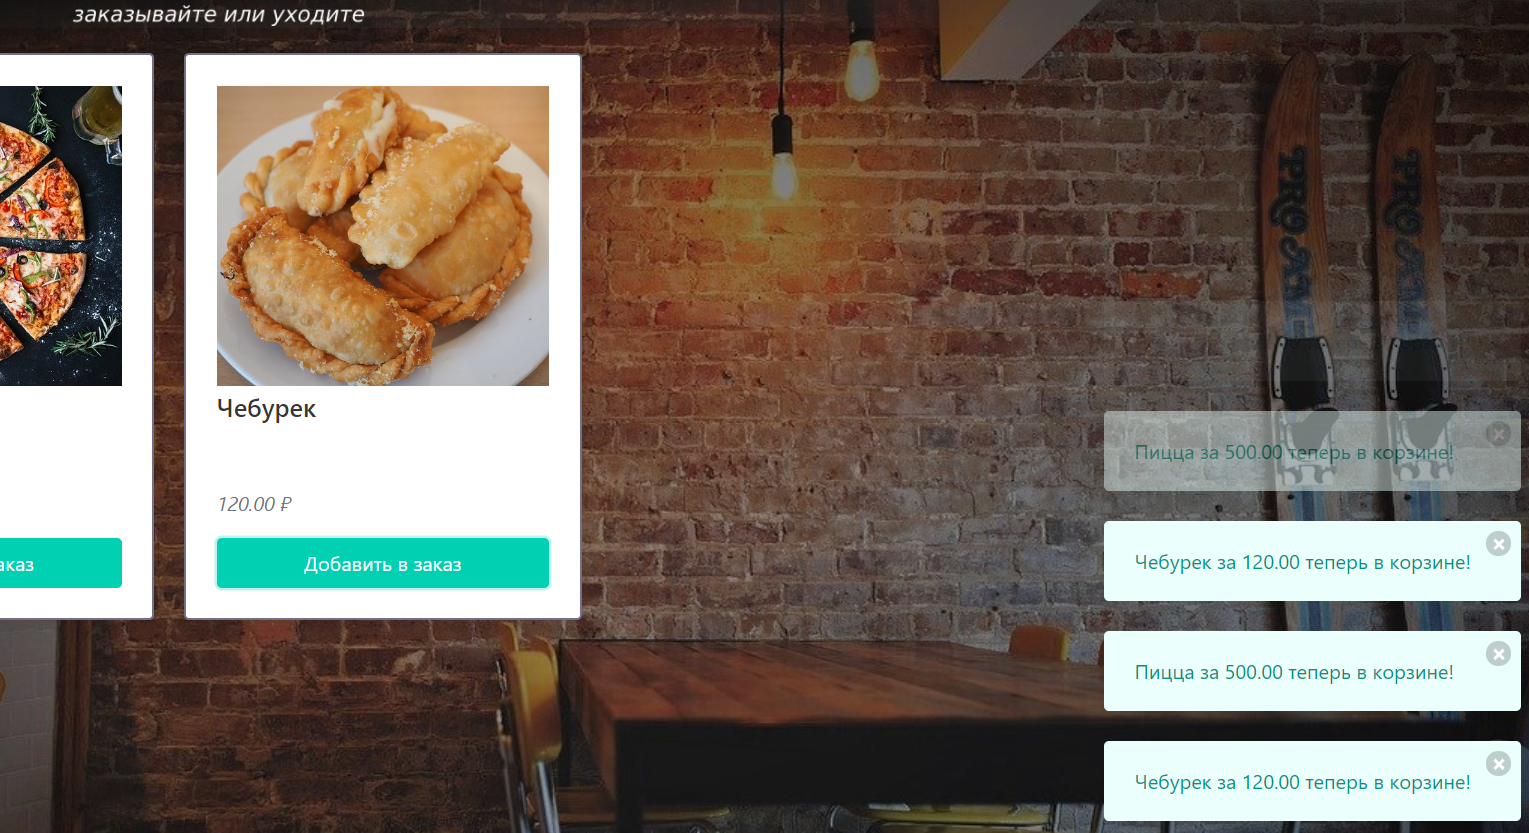 заказывайте или уходите
Чебурек
120.00 ₽
аказ
Добавить в заказ
Пицца за 500.00 теперь в корзине!
Чебурек за 120.00 теперь в корзине!
Пицца за 500.00 теперь в корзине!
Чебурек за 120.00 теперь в корзине!